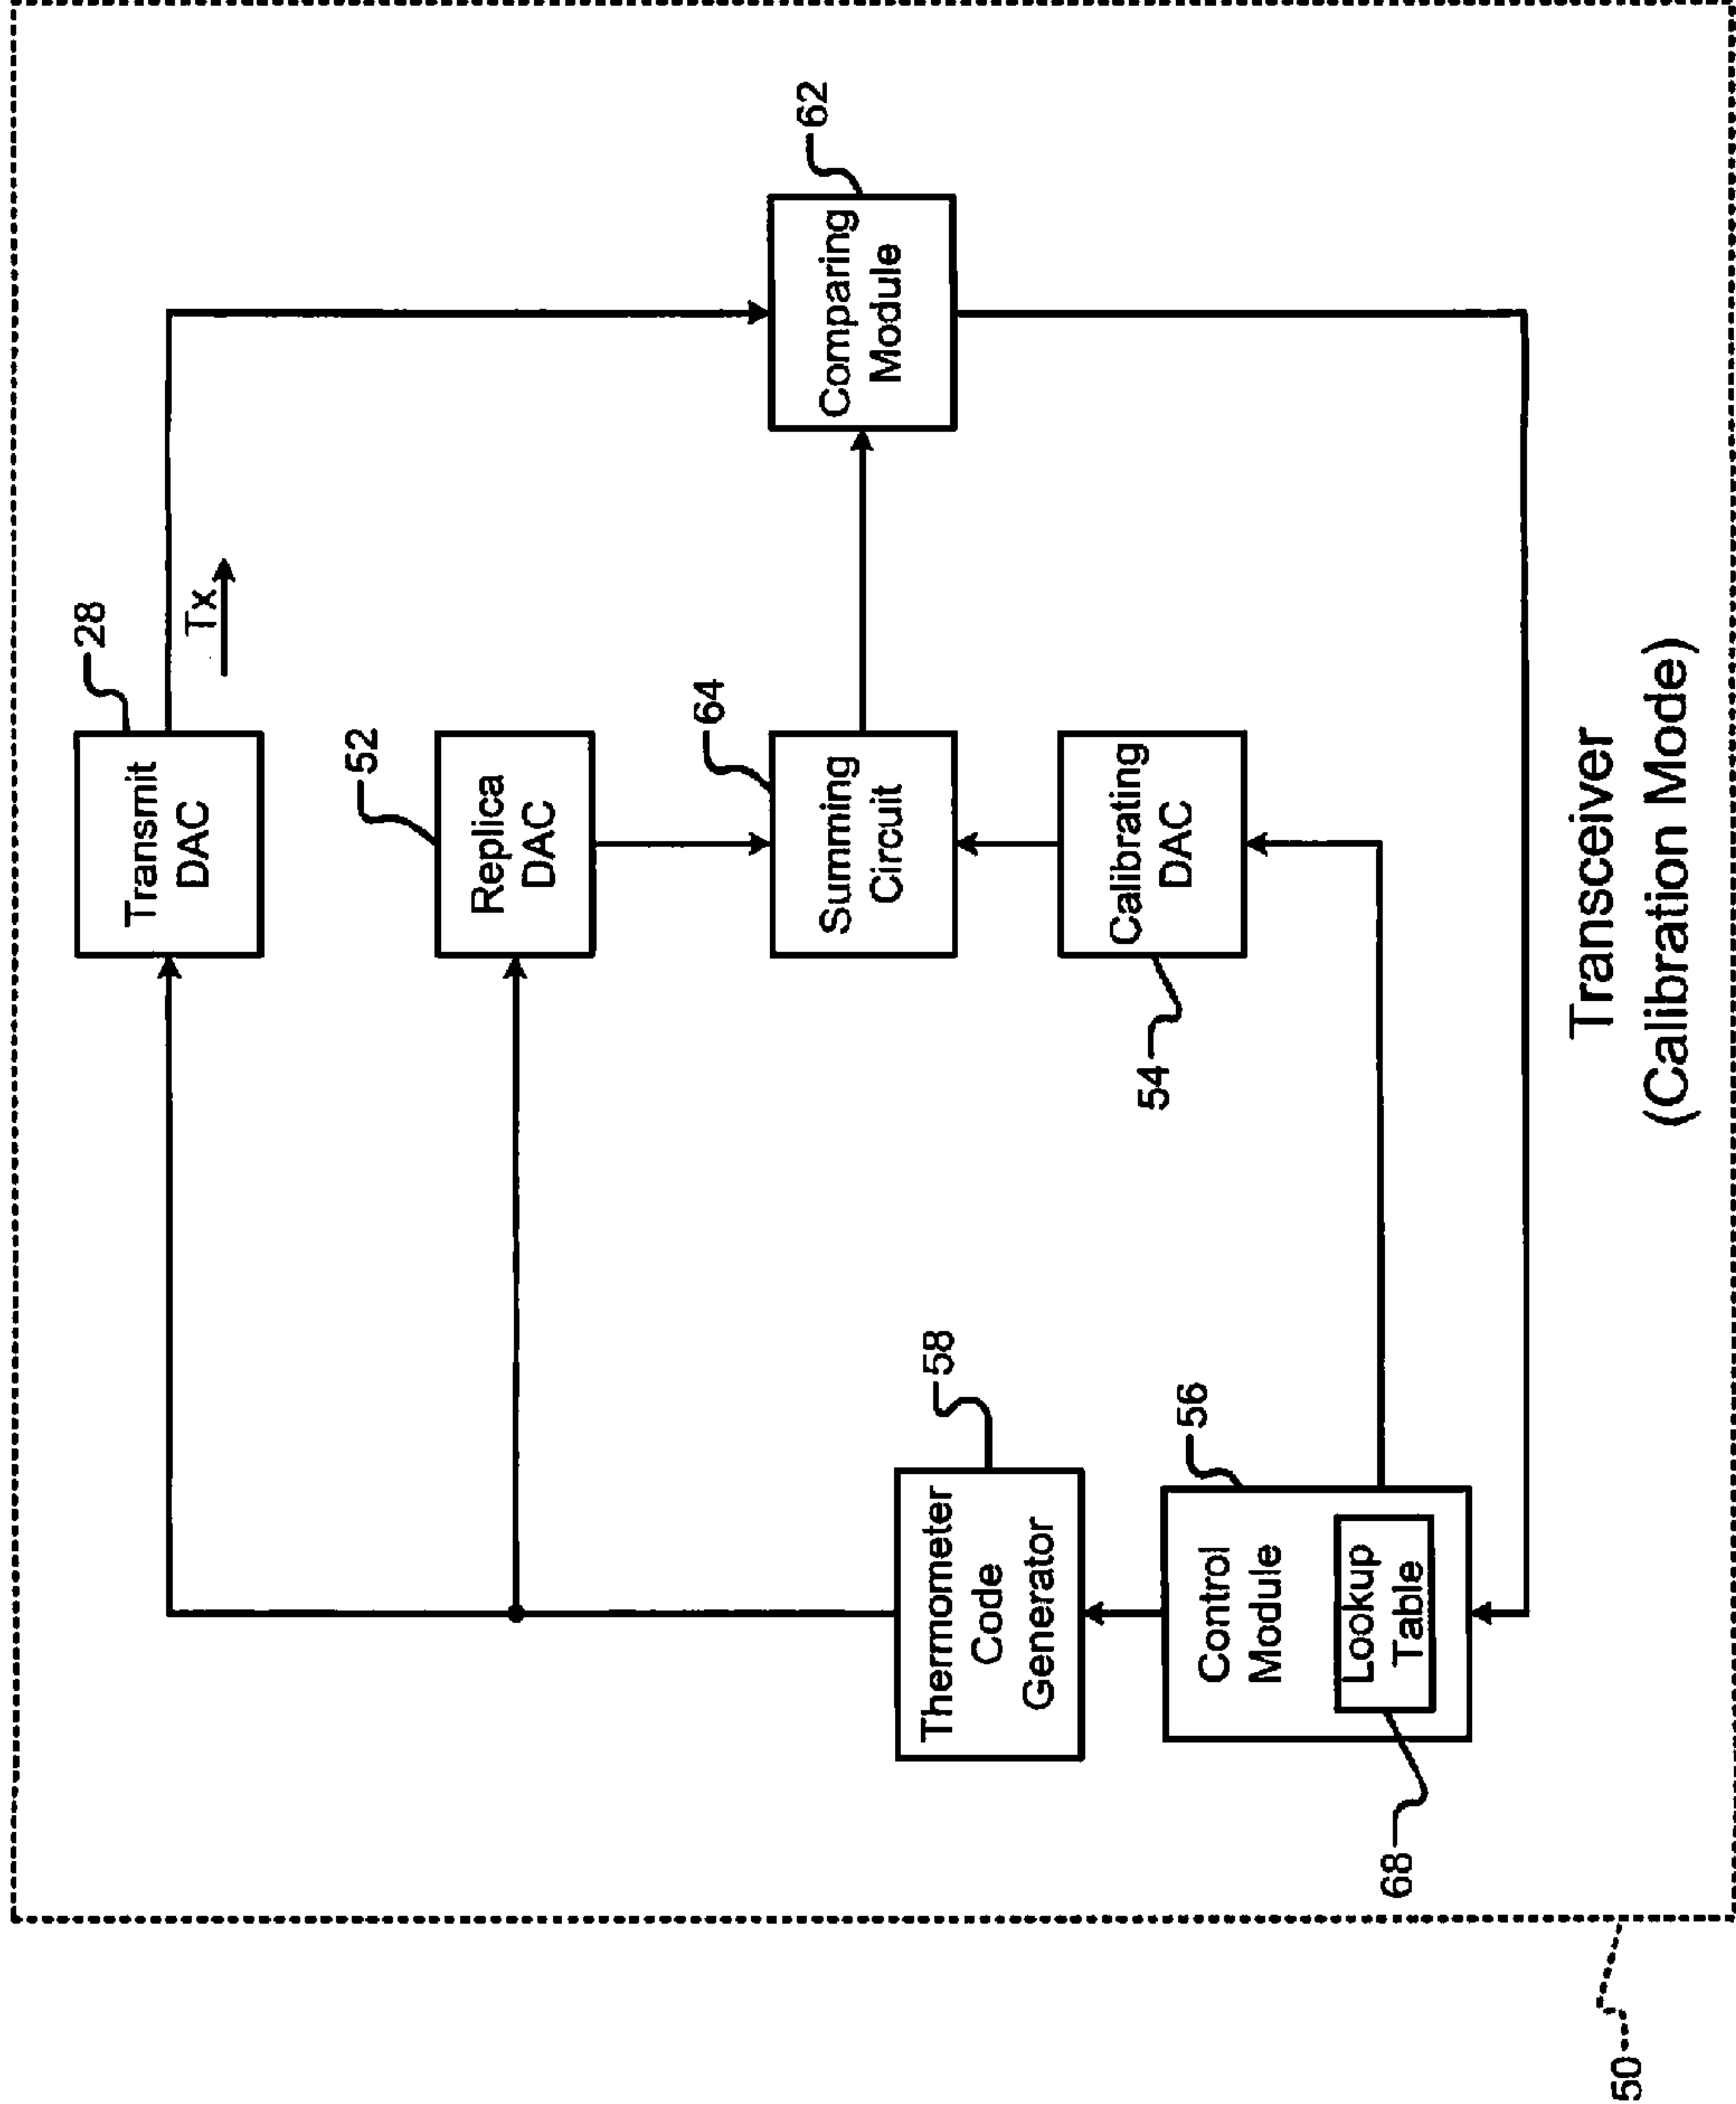 28
Transmit
DAC
Tx
52
Replica
DAC
64
Summing
Circuit
62
Comparing
Module
58
Thermometer
Code
Generator
54
Calibrating
DAC
56
Control
Module
Lookup
Table
68
Transceiver
(Calibration Mode)
50